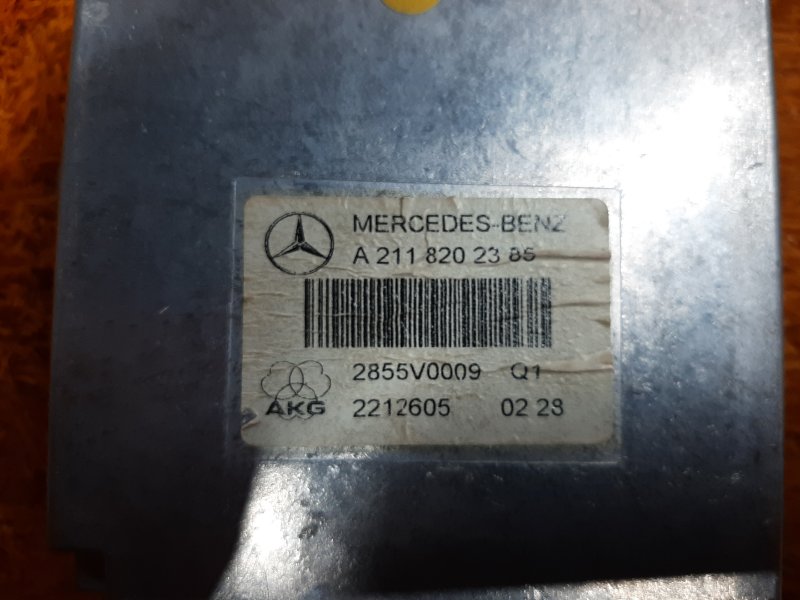 MERCEDES-BENZ
A 211 820 23 85
2855V0009 Q1
AKG
2212605 02 28